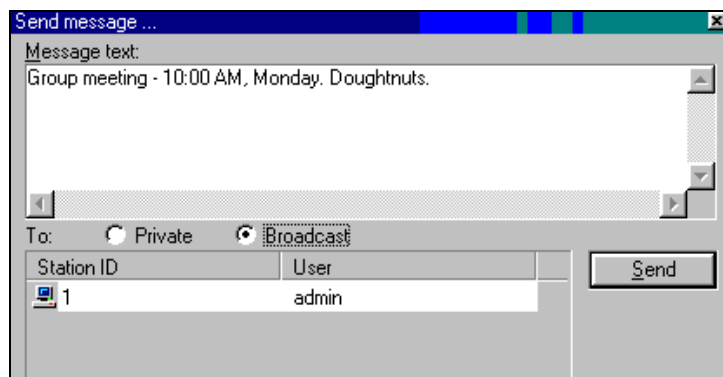 Send message ...
Message text:
Group meeting - 10:00 AM, Monday. Doughtnuts.
To: Private Broadcast
Station ID User
1 admin
Send